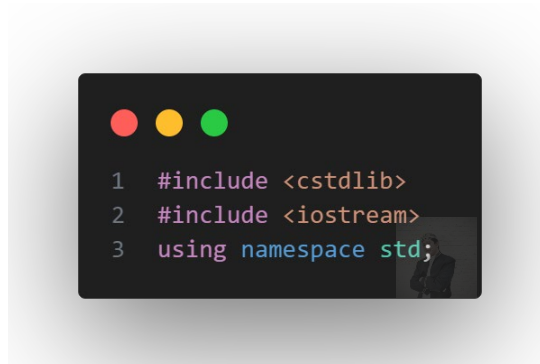 1 #include <cstdlib>
2 #include <iostream>
3 using namespace std;